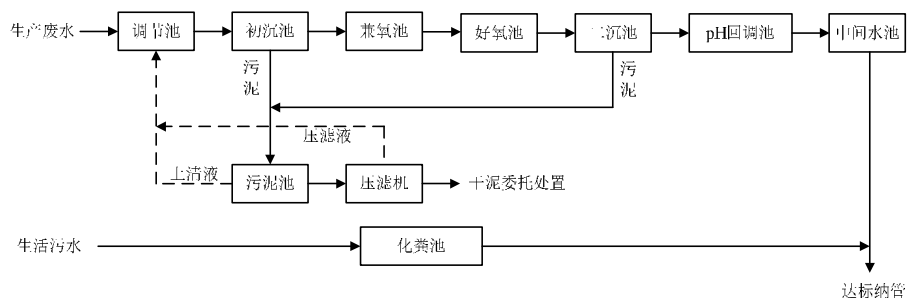 生产废水
调节池
初沉池
兼氧池
好氧池
二沉池
pH回调池
中间水池
污泥
污泥
压滤液
上清液
污泥池
压滤机
干泥委托处置
生活污水
化粪池
达标纳管